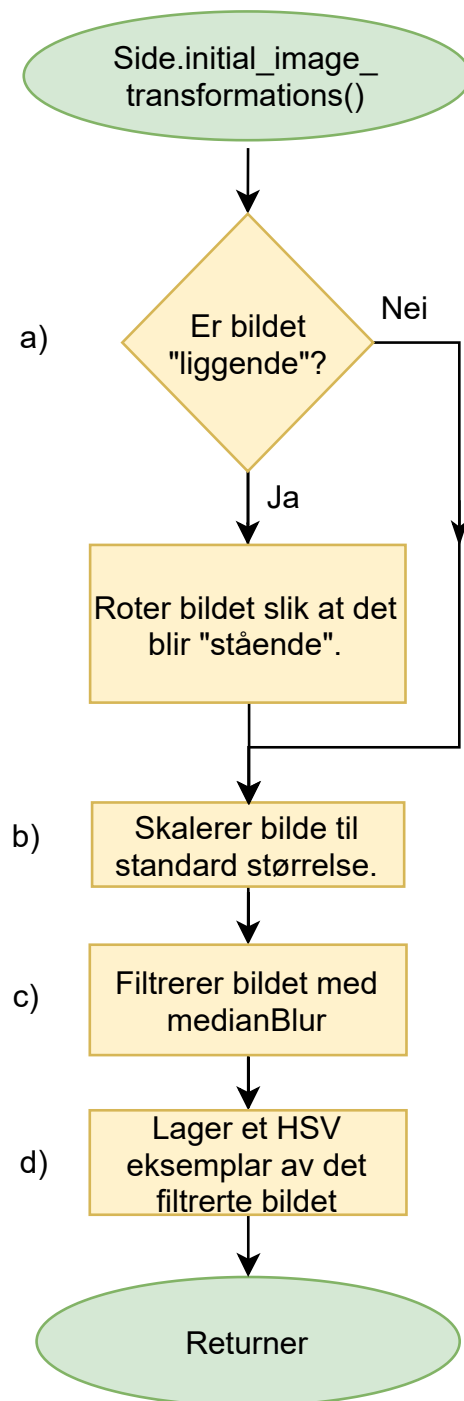 Side.initial_image_
transformations()
Nei
a)
Er bildet
"liggende"?
Ja
Roter bildet slik at det
blir "stående".
b)
Skalerer bilde til
standard størrelse.
c)
Filtrerer bildet med
medianBlur
d)
Lager et HSV
eksemplar av det
filtrerte bildet
Returner